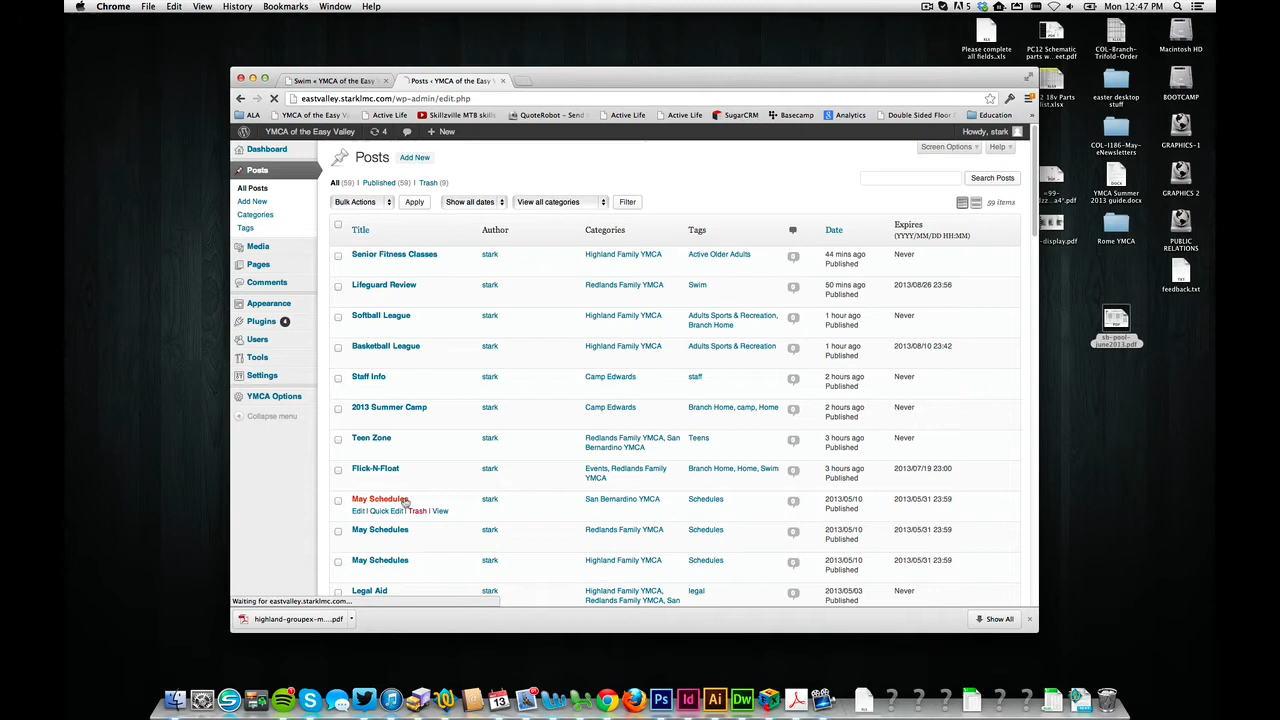 Chrome File Edit View History Bookmarks Window Help 5 Mon 12:47 PM
Please complete all fields.xls
PC12 Schematic
COL-Branch-Trifold-Order
Macintosh HD
easter desktop stuff
BOOTCAMP
COL-I186-May-eNewsletters
GRAPHICS-1
YMCA Summer 2013 guide.docx
GRAPHICS 2
Rome YMCA
PUBLIC RELATIONS
feedback.txt
sb-pool-june2013.pdf
Swim « YMCA of the Easy Posts ‹ YMCA of the Easy
eastvalley.starklmc.com/wp-admin/edit.php
ALA YMCA of the Easy Active Life Skillzville MTB skills QuoteRobot – Send Active Life Active Life SugarCRM Basecamp Analytics Double Sided Floor Education »
YMCA of the Easy Valley 4 + New Howdy, stark
Dashboard
Posts
All Posts
Add New
Categories
Tags
Media
Pages
Comments
Appearance
Plugins 4
Users
Tools
Settings
YMCA Options
Collapse menu
Screen Options Help
Posts Add New
All (59) | Published (59) | Trash (9)
Search Posts
Bulk Actions Apply Show all dates View all categories Filter 59 items
Title Author Categories Tags Date Expires (YYYY/MM/DD HH:MM)
Senior Fitness Classes stark Highland Family YMCA Active Older Adults 0 44 mins ago Never
Published
Lifeguard Review stark Redlands Family YMCA Swim 0 50 mins ago 2013/08/26 23:56
Published
Softball League stark Highland Family YMCA Adults Sports & Recreation, 0 1 hour ago Never
Branch Home Published
Basketball League stark Highland Family YMCA Adults Sports & Recreation 0 1 hour ago 2013/08/10 23:42
Published
Staff Info stark Camp Edwards staff 0 2 hours ago Never
Published
2013 Summer Camp stark Camp Edwards Branch Home, camp, Home 0 2 hours ago Never
Published
Teen Zone stark Redlands Family YMCA, San Teens 0 3 hours ago Never
Bernardino YMCA Published
Flick-N-Float stark Events, Redlands Family Branch Home, Home, Swim 0 3 hours ago 2013/07/19 23:00
YMCA Published
May Schedules stark San Bernardino YMCA Schedules 0 2013/05/10 2013/05/31 23:59
Edit | Quick Edit | Trash | View Published
May Schedules stark Redlands Family YMCA Schedules 0 2013/05/10 2013/05/31 23:59
Published
May Schedules stark Highland Family YMCA Schedules 0 2013/05/10 2013/05/31 23:59
Published
Legal Aid stark Highland Family YMCA, legal 0 2013/05/03 Never
Redlands Family YMCA, San Published
Waiting for eastvalley.starklmc.com...
highland-groupex-m....pdf Show All